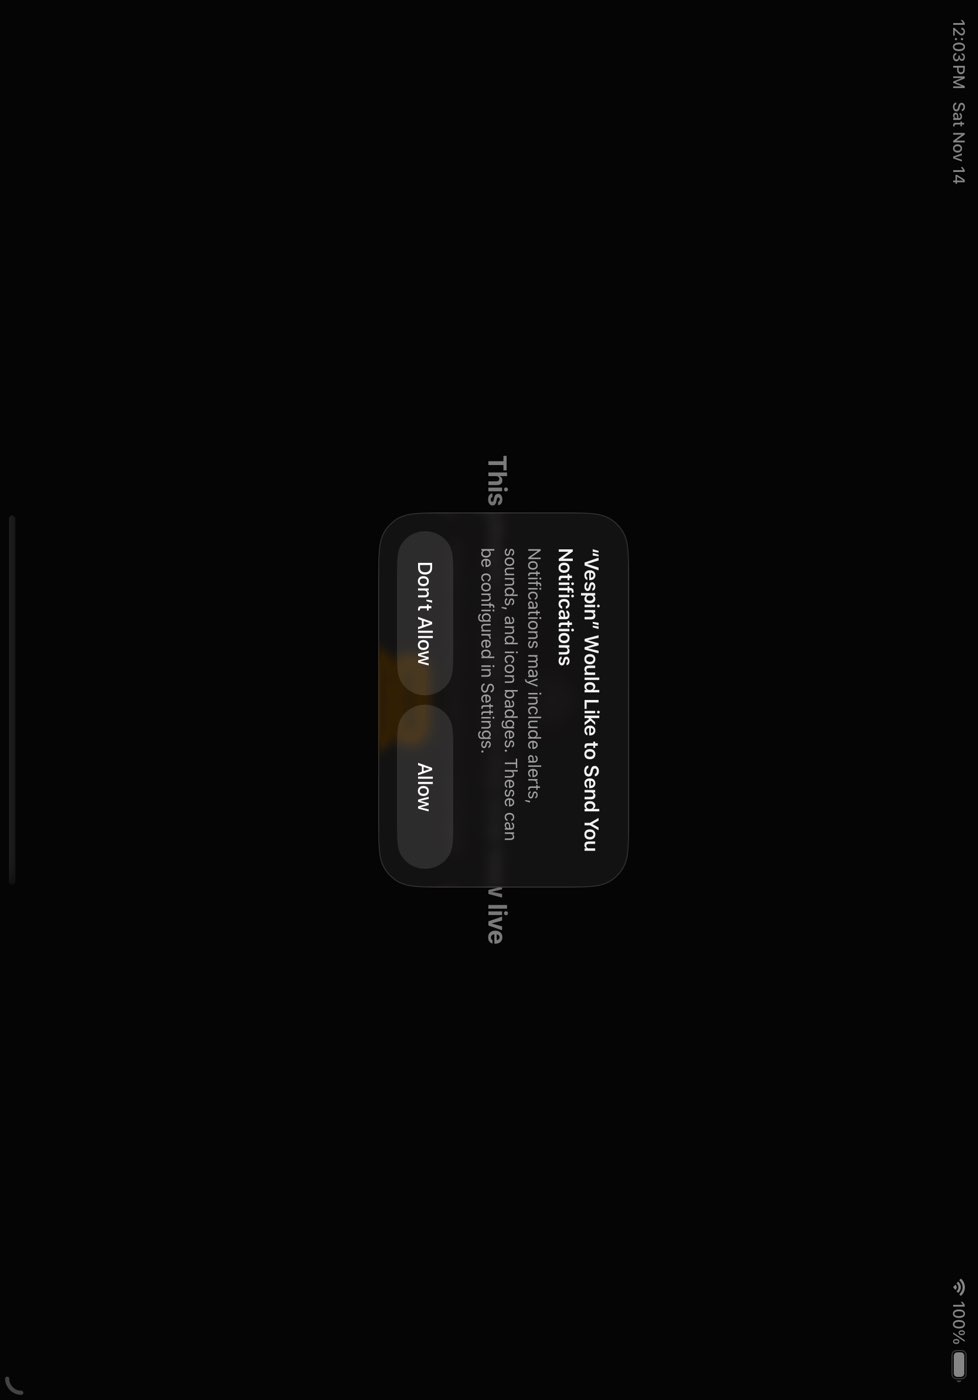 12:03 PM Sat Nov 14
100%
“Vespin” Would Like to Send You
Notifications
Notifications may include alerts,
sounds, and icon badges. These can
be configured in Settings.
This live
Don’t Allow
Allow